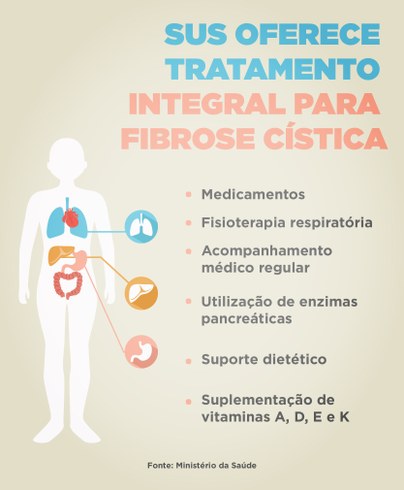 SUS OFERECE
TRATAMENTO
INTEGRAL PARA
FIBROSE CÍSTICA
Medicamentos
Fisioterapia respiratória
Acompanhamento
médico regular
Utilização de enzimas
pancreáticas
Suporte dietético
Suplementação de
vitaminas A, D, E e K
Fonte: Ministério da Saúde